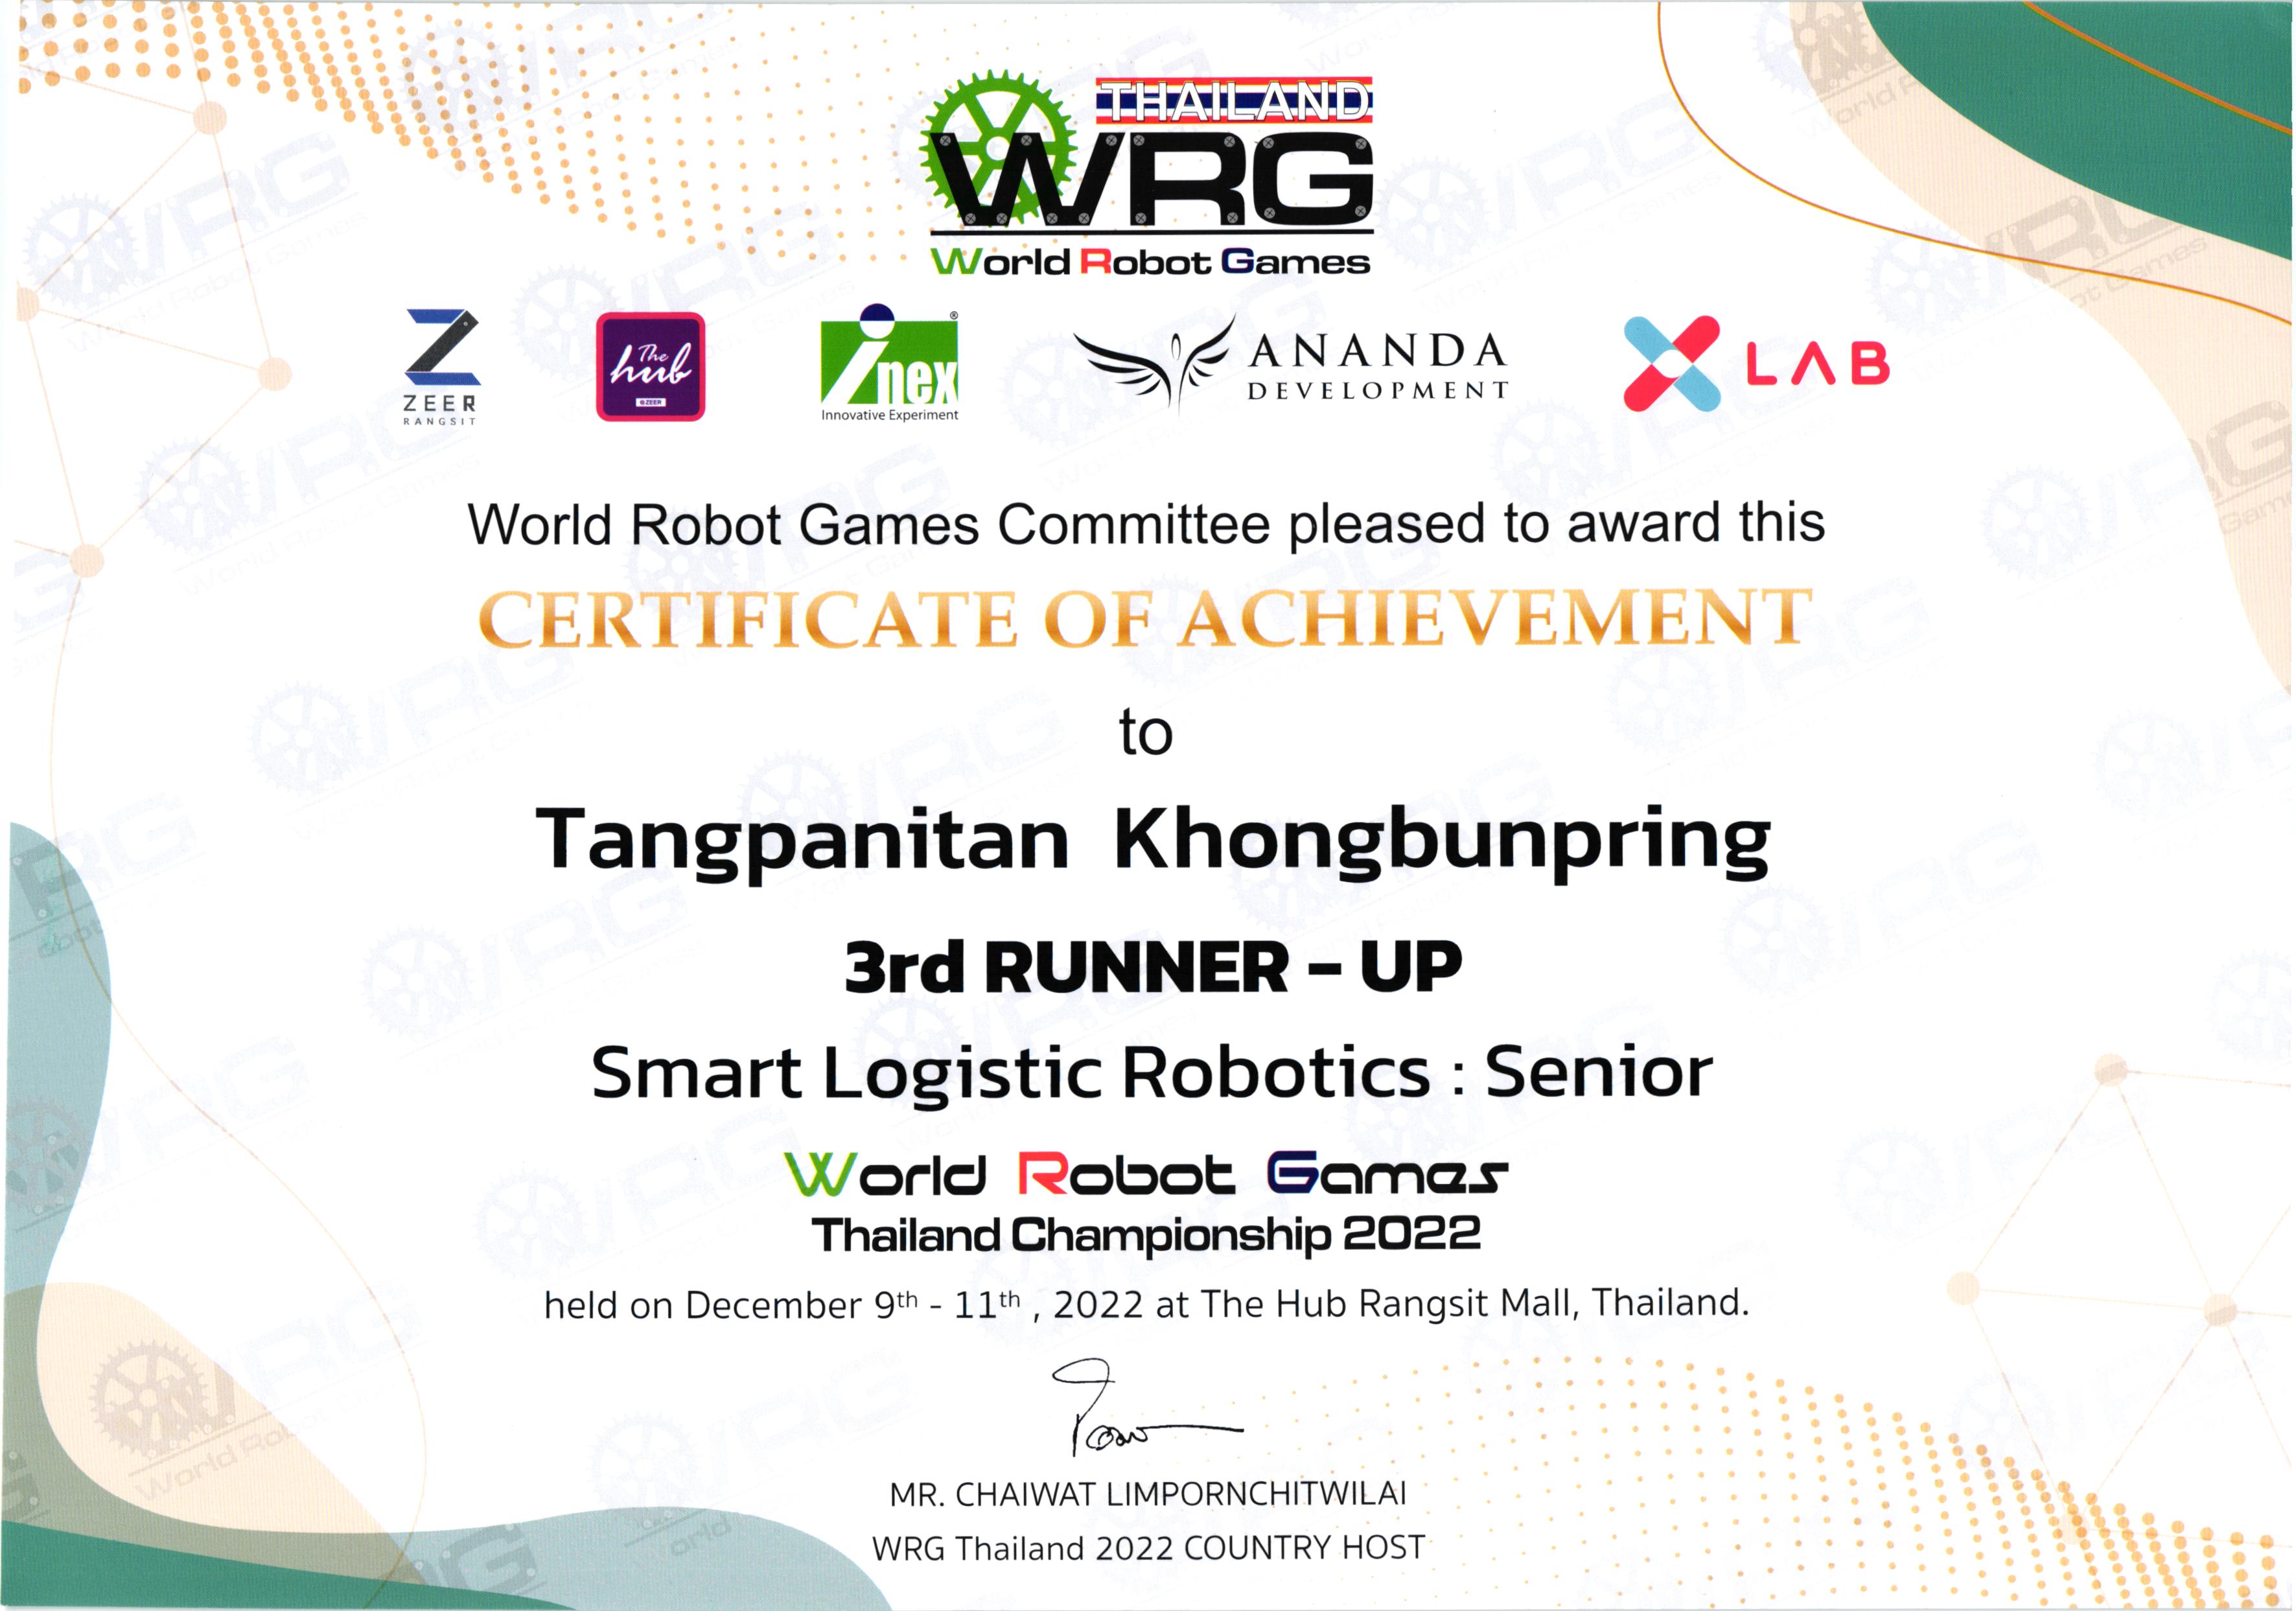 THAILAND
WRG
World Robot Games
ZEER
RANGSIT
The
hub
@ZEER
inex®
Innovative Experiment
ANANDA
DEVELOPMENT
X LAB
World Robot Games Committee pleased to award this
CERTIFICATE OF ACHIEVEMENT
to
Tangpanitan Khongbunpring
3rd RUNNER – UP
Smart Logistic Robotics : Senior
World Robot Games
Thailand Championship 2022
held on December 9th - 11th , 2022 at The Hub Rangsit Mall, Thailand.
MR. CHAIWAT LIMPORNCHITWILAI
WRG Thailand 2022 COUNTRY HOST